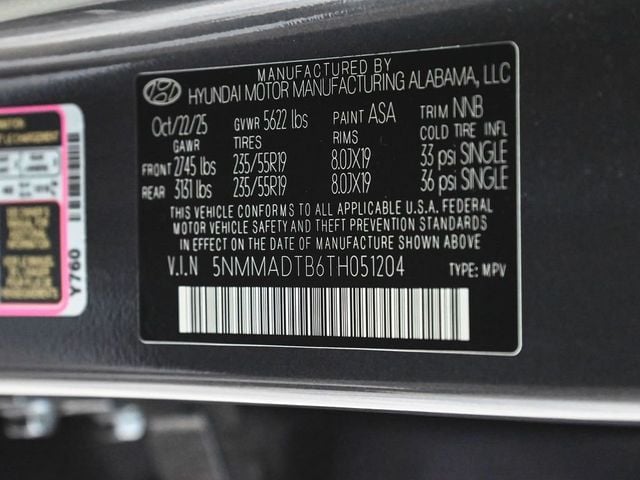 MANUFACTURED BY
HYUNDAI MOTOR MANUFACTURING ALABAMA, LLC
Oct/22/25 GVWR 5622 lbs PAINT ASA TRIM NNB
GAWR TIRES RIMS COLD TIRE INFL
FRONT 2745 lbs 235/55R19 8.0JX19 33 psi SINGLE
REAR 3131 lbs 235/55R19 8.0JX19 36 psi SINGLE
THIS VEHICLE CONFORMS TO ALL APPLICABLE U.S.A. FEDERAL
MOTOR VEHICLE SAFETY AND THEFT PREVENTION STANDARDS
IN EFFECT ON THE DATE OF MANUFACTURE SHOWN ABOVE
V.I.N 5NMMADTB6TH051204 TYPE: MPV
Y760